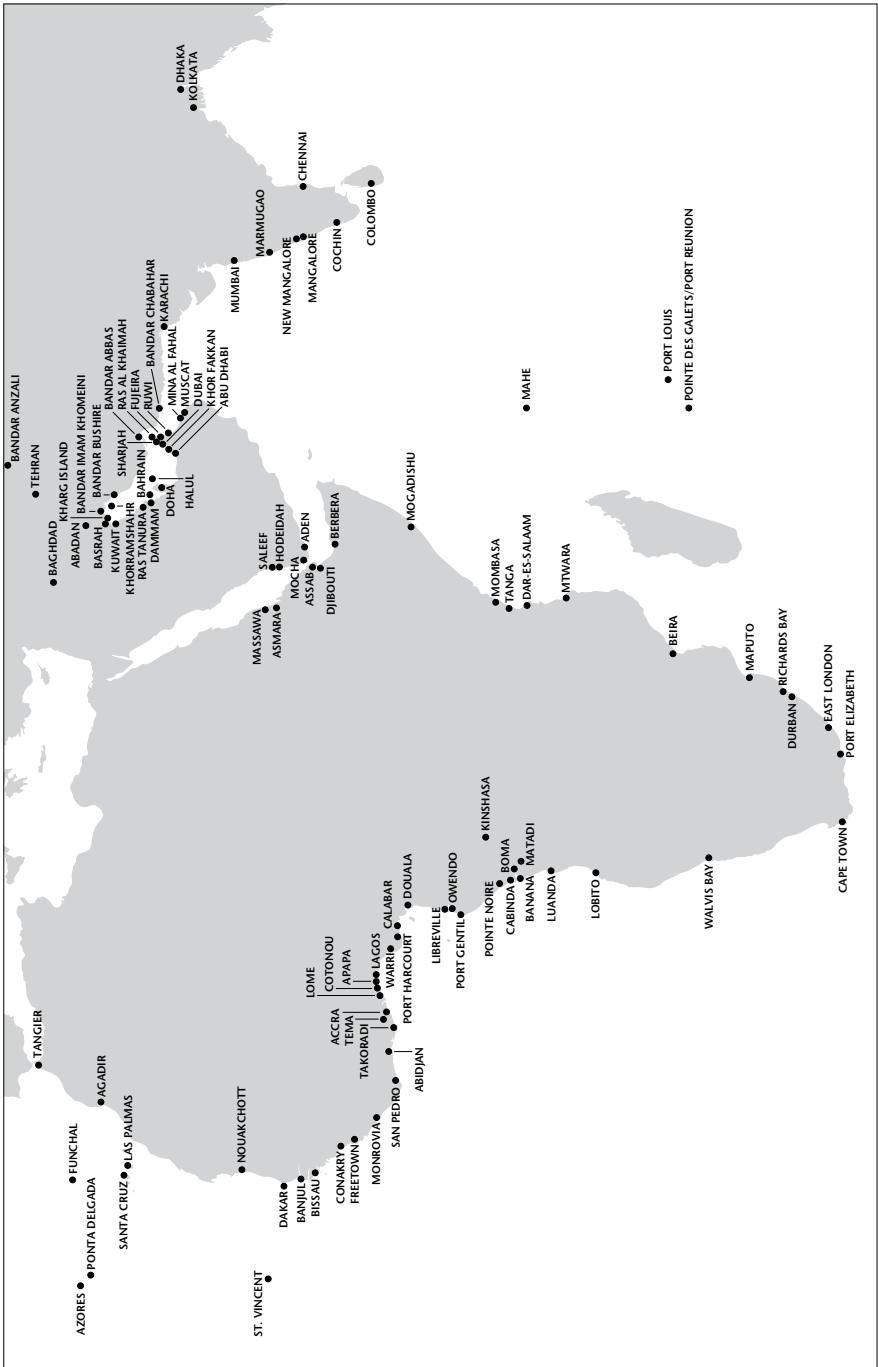 AZORES
PONTA DELGADA
FUNCHAL
SANTA CRUZ
LAS PALMAS
TANGIER
AGADIR
ST. VINCENT
NOUAKCHOTT
DAKAR
BANJUL
BISSAU
CONAKRY
FREETOWN
MONROVIA
SAN PEDRO
ABIDJAN
TAKORADI
TEMA
ACCRA
LOME
COTONOU
APAPA
LAGOS
WARRI
PORT HARCOURT
CALABAR
DOUALA
LIBREVILLE
OWENDO
PORT GENTIL
POINTE NOIRE
CABINDA
BANANA
BOMA
MATADI
KINSHASA
LUANDA
LOBITO
WALVIS BAY
CAPE TOWN
PORT ELIZABETH
EAST LONDON
DURBAN
RICHARDS BAY
MAPUTO
BEIRA
MTWARA
DAR-ES-SALAAM
TANGA
MOMBASA
MOGADISHU
MASSAWA
ASMARA
SALEEF
HODEIDAH
MOCHA
ADEN
ASSAB
DJIBOUTI
BERBERA
BAGHDAD
TEHRAN
BANDAR ANZALI
ABADAN
BASRAH
KUWAIT
KHORRAMSHAHR
RAS TANURA
DAMMAM
KHARG ISLAND
BANDAR IMAM KHOMEINI
BANDAR BUSHIRE
BAHRAIN
DOHA
HALUL
SHARJAH
BANDAR ABBAS
RAS AL KHAIMAH
FUJEIRA
RUWI
BANDAR CHABAHAR
KARACHI
MINA AL FAHAL
MUSCAT
DUBAI
KHOR FAKKAN
ABU DHABI
MUMBAI
MARMUGAO
NEW MANGALORE
MANGALORE
COCHIN
COLOMBO
CHENNAI
KOLKATA
DHAKA
MAHE
PORT LOUIS
POINTE DES GALETS/PORT REUNION